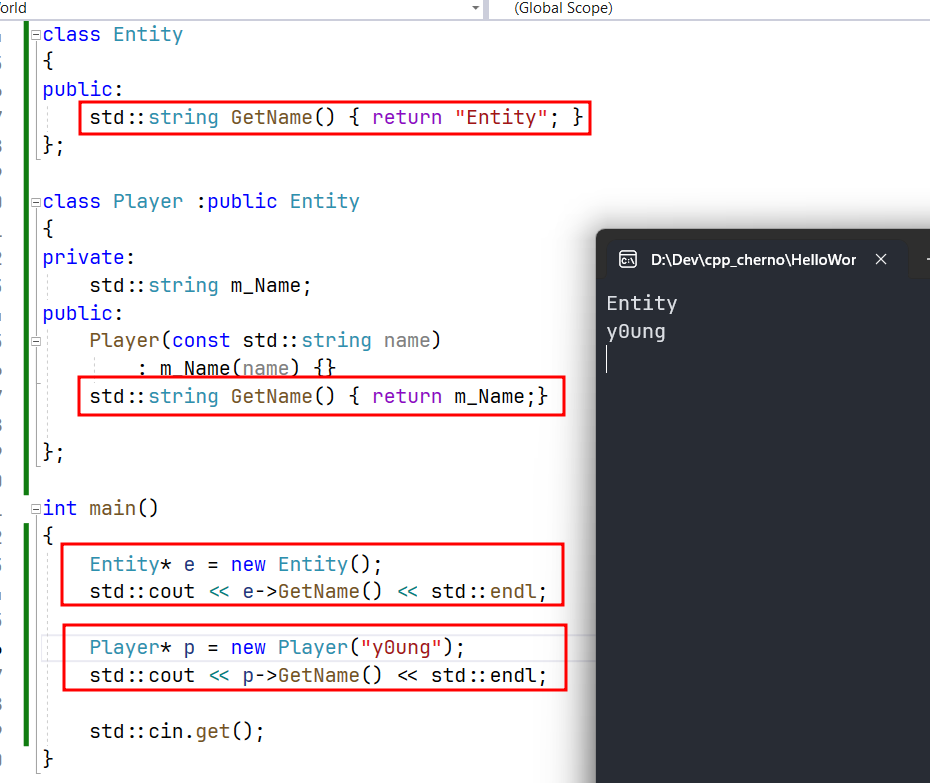 orld (Global Scope)
class Entity
{
public:
std::string GetName() { return "Entity"; }
};
class Player :public Entity
{
private:
std::string m_Name;
public:
Player(const std::string name)
: m_Name(name) {}
std::string GetName() { return m_Name;}
};
int main()
{
Entity* e = new Entity();
std::cout << e->GetName() << std::endl;
Player* p = new Player("y0ung");
std::cout << p->GetName() << std::endl;
std::cin.get();
}
D:\Dev\cpp_cherno\HelloWor
Entity
y0ung